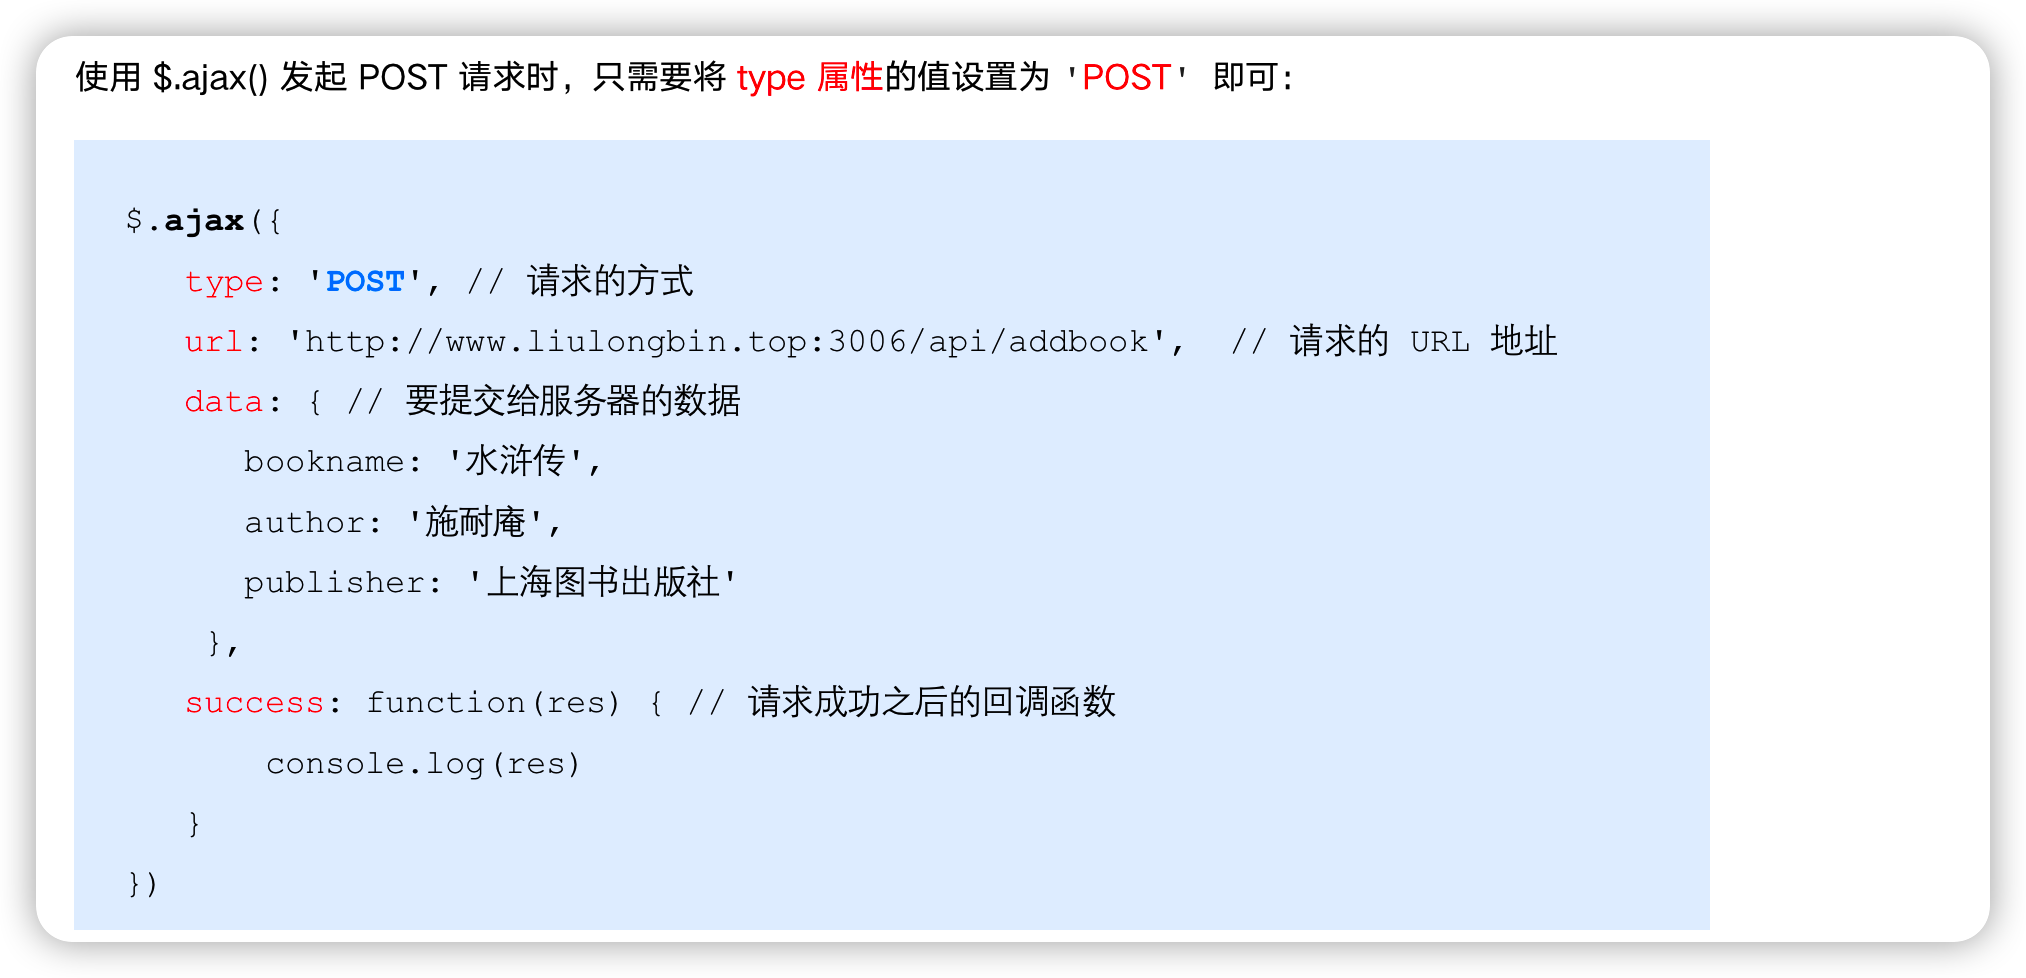 使用 $.ajax() 发起 POST 请求时，只需要将 type 属性的值设置为 'POST' 即可：
$.ajax({
   type: 'POST', // 请求的方式
   url: 'http://www.liulongbin.top:3006/api/addbook',  // 请求的 URL 地址
   data: { // 要提交给服务器的数据
      bookname: '水浒传',
      author: '施耐庵',
      publisher: '上海图书出版社'
    },
   success: function(res) { // 请求成功之后的回调函数
       console.log(res)
   }
})